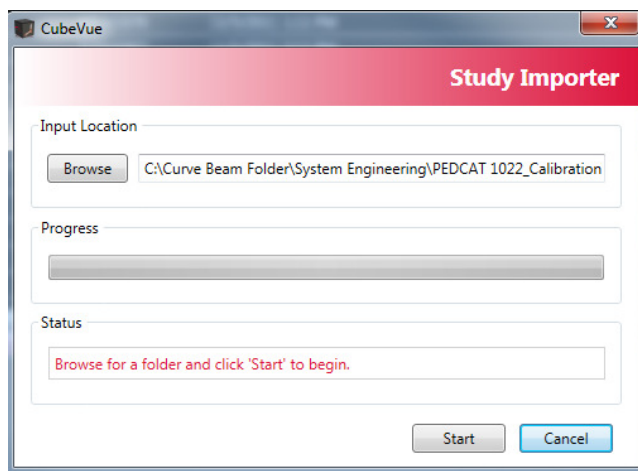 CubeVue
Study Importer
Input Location
Browse
C:\Curve Beam Folder\System Engineering\PEDCAT 1022_Calibration
Progress
Status
Browse for a folder and click 'Start' to begin.
Start
Cancel